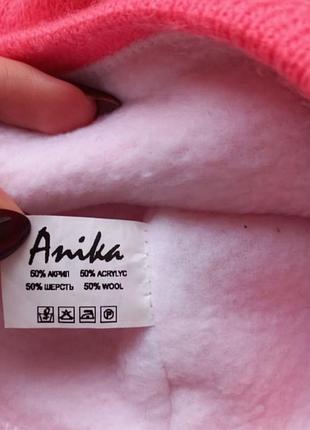 Anika
50% АКРИЛ 50% ACRYLYC
50% ШЕРСТЬ 50% WOOL
P